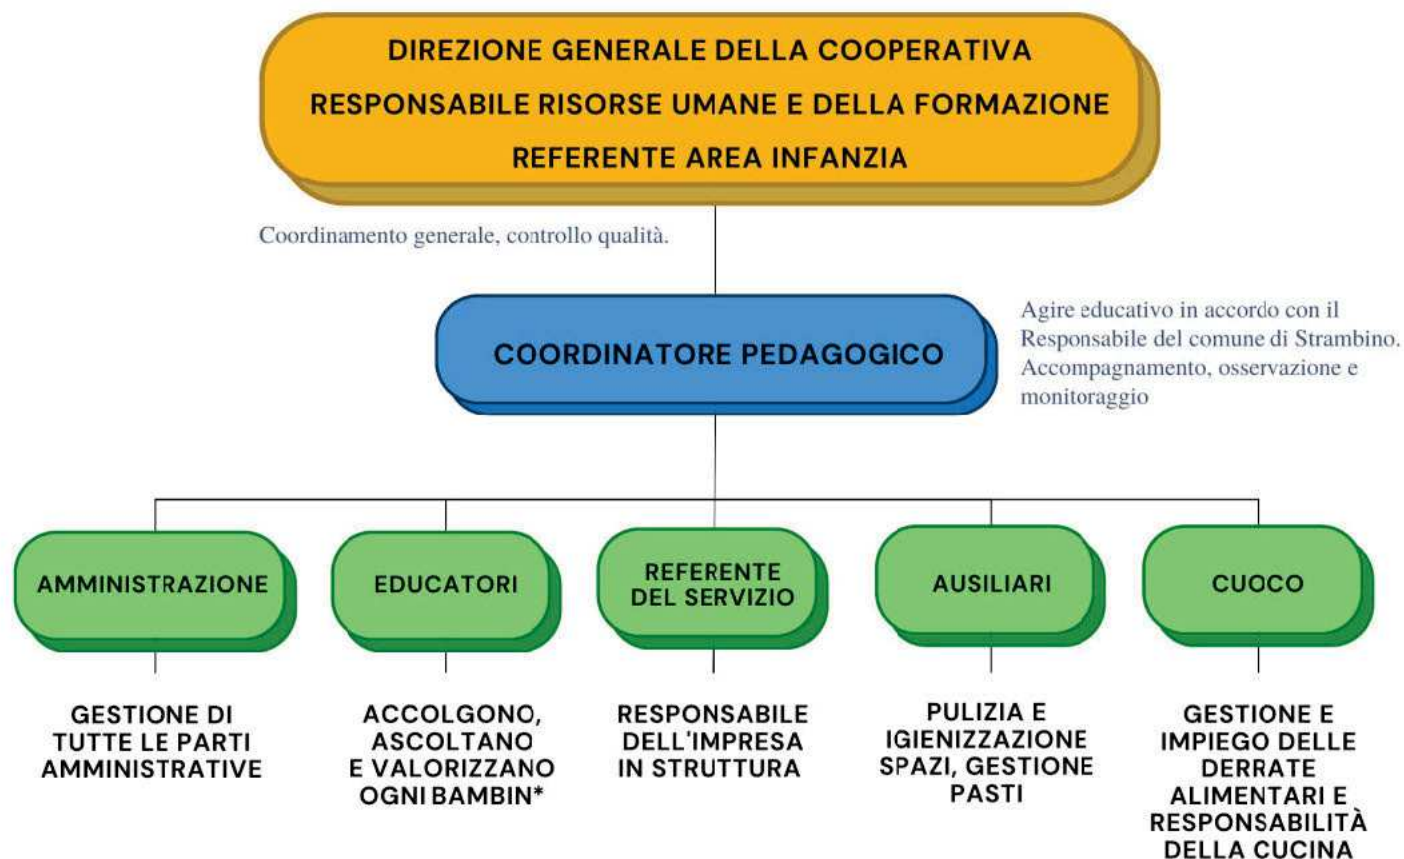 DIREZIONE GENERALE DELLA COOPERATIVA
RESPONSABILE RISORSE UMANE E DELLA FORMAZIONE
REFERENTE AREA INFANZIA
Coordinamento generale, controllo qualità.
COORDINATORE PEDAGOGICO
Agire educativo in accordo con il
Responsabile del comune di Strambino.
Accompagnamento, osservazione e
monitoraggio
AMMINISTRAZIONE
EDUCATORI
REFERENTE
DEL SERVIZIO
AUSILIARI
CUOCO
GESTIONE DI
TUTTE LE PARTI
AMMINISTRATIVE
ACCOLGONO,
ASCOLTANO
E VALORIZZANO
OGNI BAMBIN*
RESPONSABILE
DELL'IMPRESA
IN STRUTTURA
PULIZIA E
IGIENIZZAZIONE
SPAZI, GESTIONE
PASTI
GESTIONE E
IMPIEGO DELLE
DERRATE
ALIMENTARI E
RESPONSABILITÀ
DELLA CUCINA